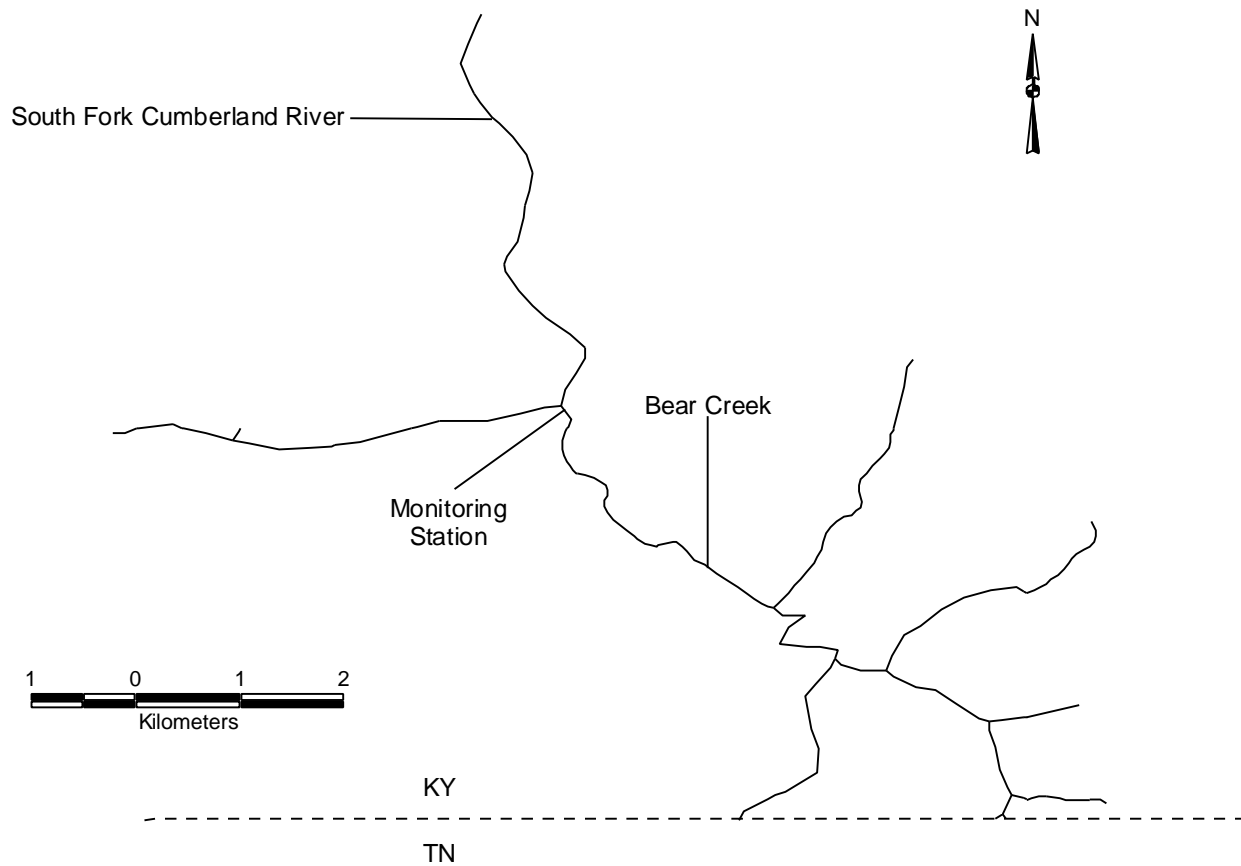 N
South Fork Cumberland River
Bear Creek
Monitoring
Station
1 0 1 2
Kilometers
KY
TN